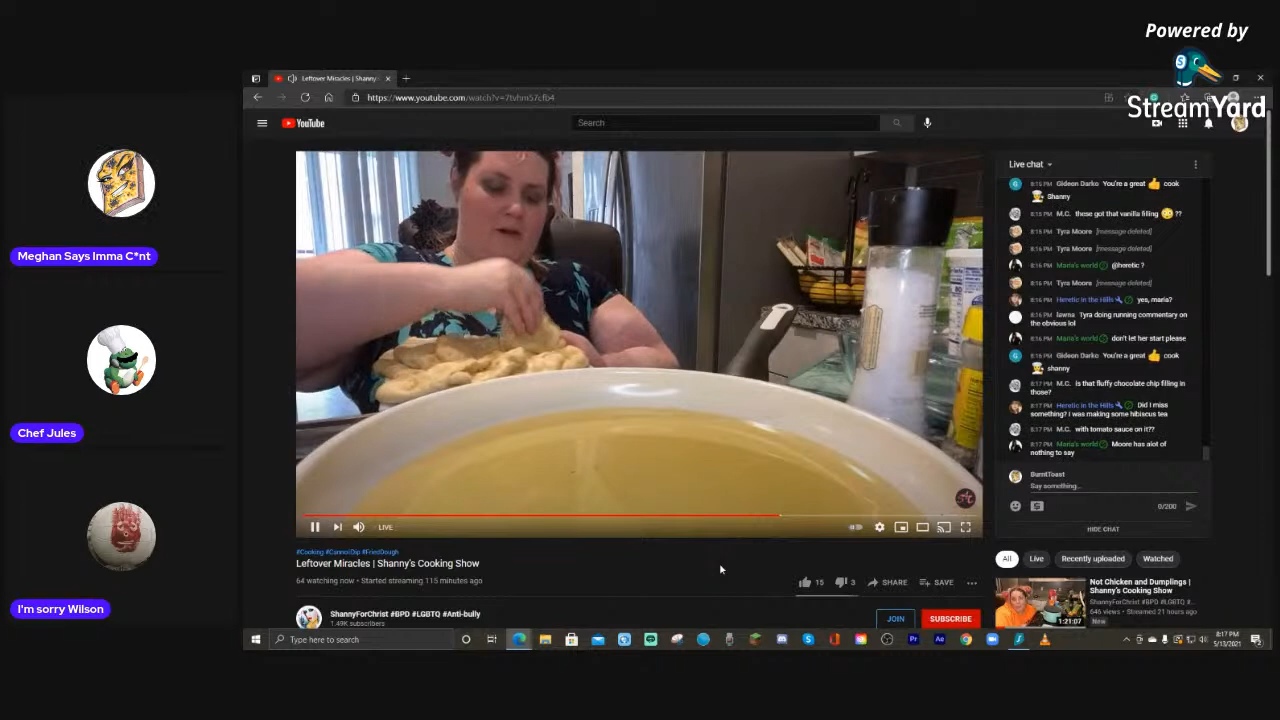 Powered by
StreamYard
Leftover Miracles | Shanny
https://www.youtube.com/watch?v=7tvhm57cfb4
YouTube
Search
Meghan Says Imma C*nt
Chef Jules
I'm sorry Wilson
Live chat
8:15 PM Gideon Darko You're a great 👍 cook
Shanny
8:15 PM M.C. these got that vanilla filling 😳 ??
8:16 PM Tyra Moore [message deleted]
8:16 PM Tyra Moore [message deleted]
8:16 PM Maria's world @heretic ?
8:16 PM Tyra Moore [message deleted]
8:16 PM Heretic in the Hills yes, maria?
8:16 PM lawna Tyra doing running commentary on
the obvious lol
8:16 PM Maria's world don't let her start please
8:16 PM Gideon Darko You're a great 👍 cook
shanny
8:17 PM M.C. is that fluffy chocolate chip filling in
those?
8:17 PM Heretic in the Hills Did I miss
something? I was making some hibiscus tea
8:17 PM M.C. with tomato sauce on it??
8:17 PM Maria's world Moore has alot of
nothing to say
BurntToast
Say something...
0/200
HIDE CHAT
LIVE
#Cooking #CannoliDip #FriedDough
Leftover Miracles | Shanny's Cooking Show
64 watching now • Started streaming 115 minutes ago
15
3
SHARE
SAVE
ShannyForChrist #BPD #LGBTQ #Anti-bully
1.49K subscribers
JOIN
SUBSCRIBE
All
Live
Recently uploaded
Watched
Not Chicken and Dumplings |
Shanny's Cooking Show
ShannyForChrist #BPD #LGBTQ #...
646 views • Streamed 21 hours ago
New
1:21:07
Type here to search
8:17 PM
5/13/2021